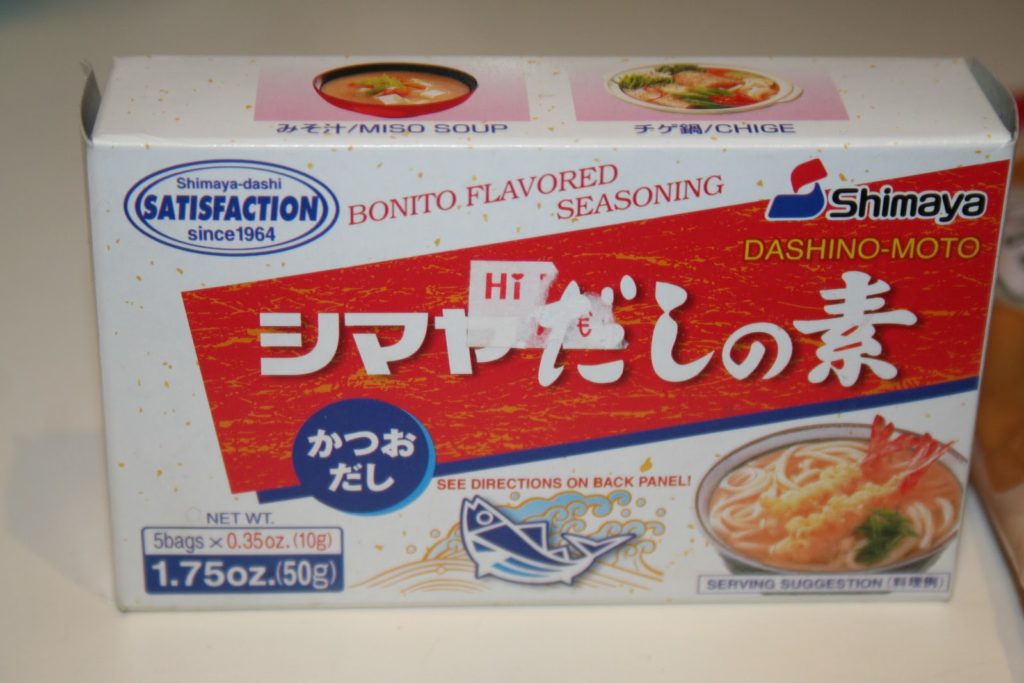 みそ汁/MISO SOUP
チゲ鍋/CHIGE
Shimaya-dashi
SATISFACTION
since1964
BONITO FLAVORED
SEASONING
Shimaya
DASHINO-MOTO
Hi
€
シマヤだしの素
かつお
だし
SEE DIRECTIONS ON BACK PANEL!
NET WT.
5bags × 0.35oz. (10g)
1.75oz.(50g)
SERVING SUGGESTION (料理例)